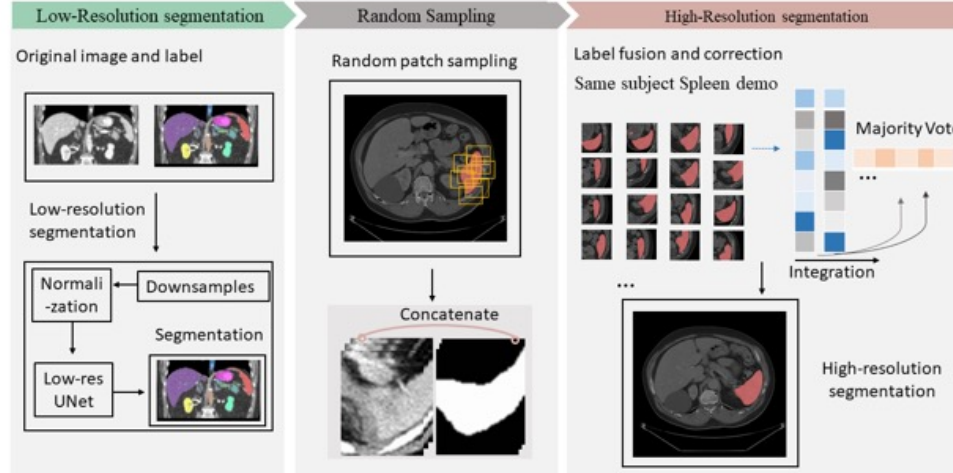 Low-Resolution segmentation
Original image and label
Low-resolution
segmentation
Normali
-zation
Downsamples
Segmentation
Low-res
UNet
Random Sampling
Random patch sampling
Concatenate
High-Resolution segmentation
Label fusion and correction
Same subject Spleen demo
Majority Vote
...
Integration
...
High-resolution
segmentation